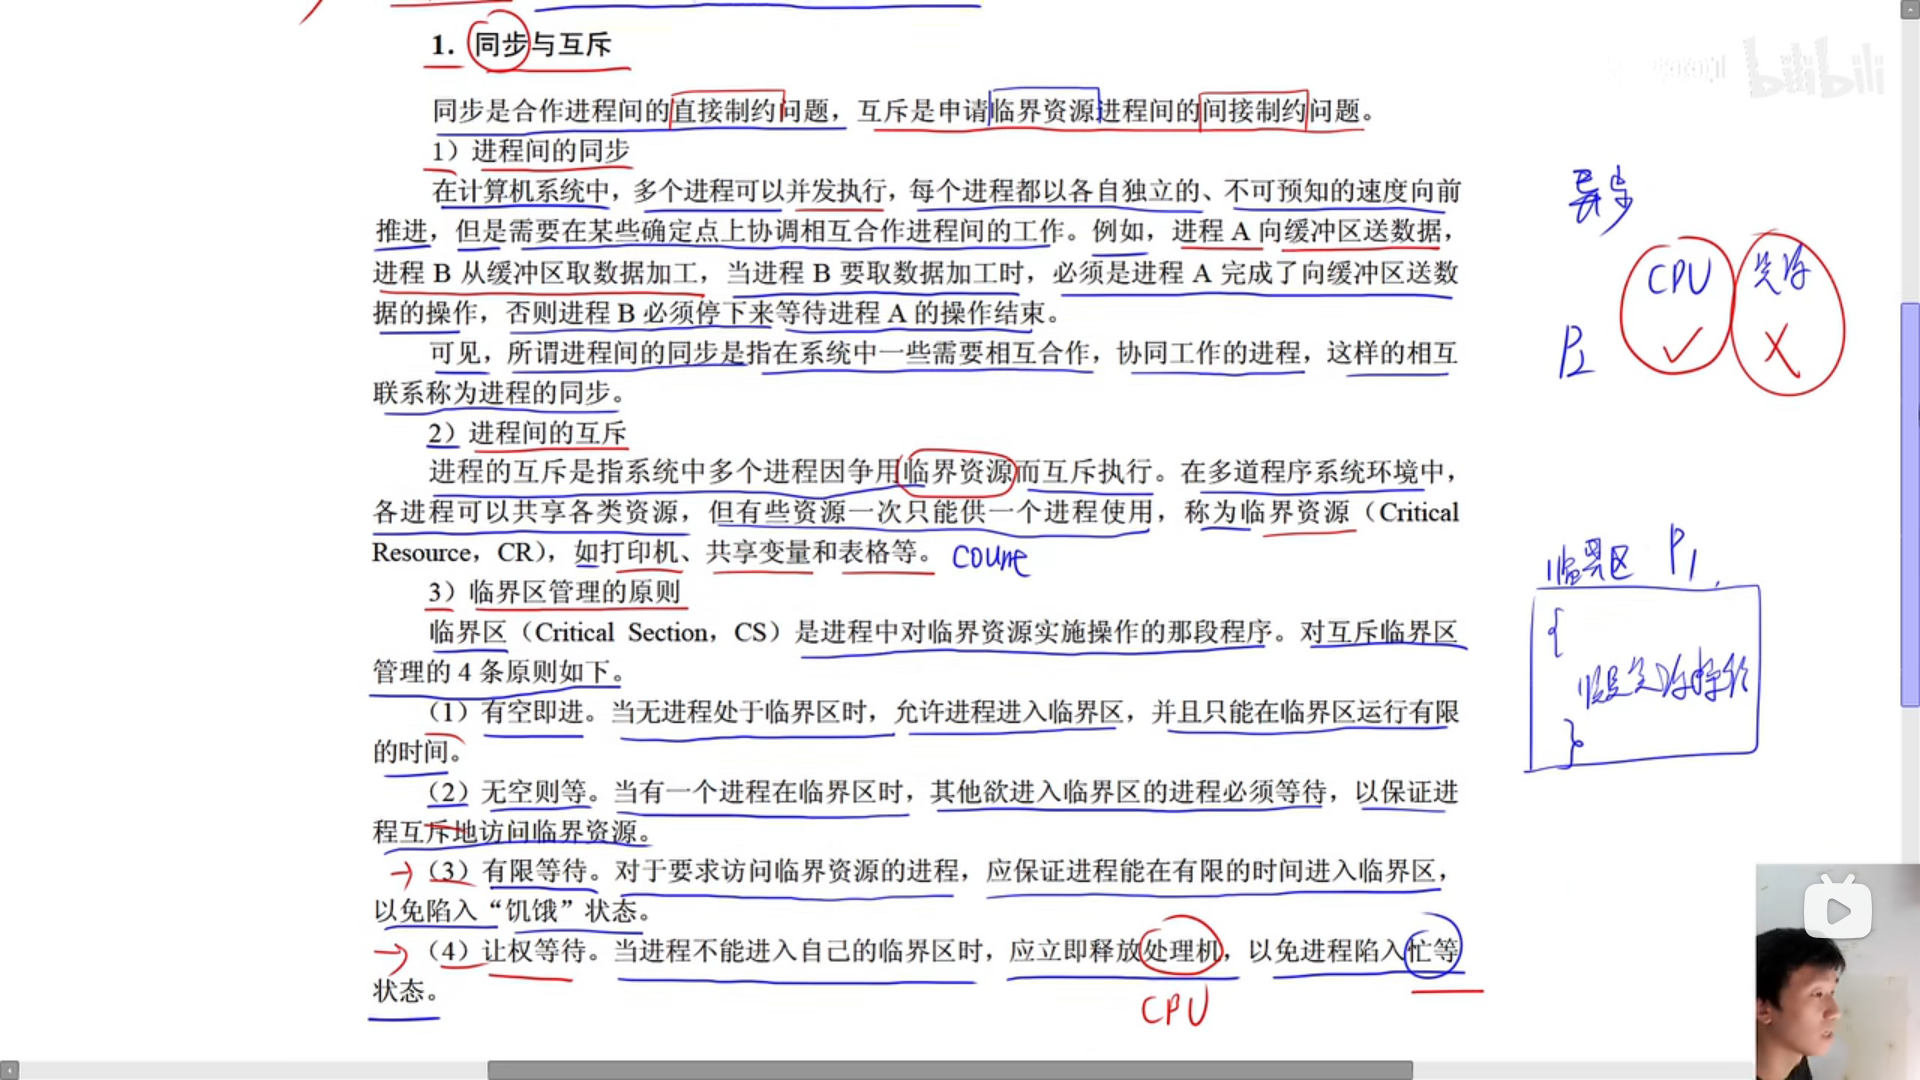 1. 同步与互斥
同步是合作进程间的直接制约问题，互斥是申请临界资源进程间的间接制约问题。
1）进程间的同步
在计算机系统中，多个进程可以并发执行，每个进程都以各自独立的、不可预知的速度向前
推进，但是需要在某些确定点上协调相互合作进程间的工作。例如，进程 A 向缓冲区送数据，
进程 B 从缓冲区取数据加工，当进程 B 要取数据加工时，必须是进程 A 完成了向缓冲区送数
据的操作，否则进程 B 必须停下来等待进程 A 的操作结束。
可见，所谓进程间的同步是指在系统中一些需要相互合作，协同工作的进程，这样的相互
联系称为进程的同步。
2）进程间的互斥
进程的互斥是指系统中多个进程因争用临界资源而互斥执行。在多道程序系统环境中，
各进程可以共享各类资源，但有些资源一次只能供一个进程使用，称为临界资源（Critical
Resource，CR），如打印机、共享变量和表格等。 count
3）临界区管理的原则
临界区（Critical Section，CS）是进程中对临界资源实施操作的那段程序。对互斥临界区
管理的 4 条原则如下。
（1）有空即进。当无进程处于临界区时，允许进程进入临界区，并且只能在临界区运行有限
的时间。
（2）无空则等。当有一个进程在临界区时，其他欲进入临界区的进程必须等待，以保证进
程互斥地访问临界资源。
（3）有限等待。对于要求访问临界资源的进程，应保证进程能在有限的时间进入临界区，
以免陷入“饥饿”状态。
（4）让权等待。当进程不能进入自己的临界区时，应立即释放处理机，以免进程陷入忙等
状态。
CPU
异步
CPU 资源
P2
临界区 P1
{
临界资源操作
}
bilibili